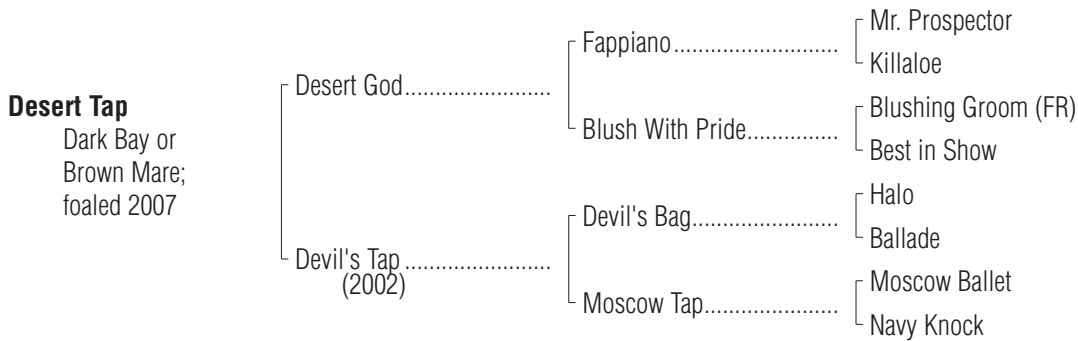 Desert Tap
Dark Bay or
Brown Mare;
foaled 2007
Desert God
Devil's Tap
(2002)
Fappiano
Blush With Pride
Devil's Bag
Moscow Tap
Mr. Prospector
Killaloe
Blushing Groom (FR)
Best in Show
Halo
Ballade
Moscow Ballet
Navy Knock